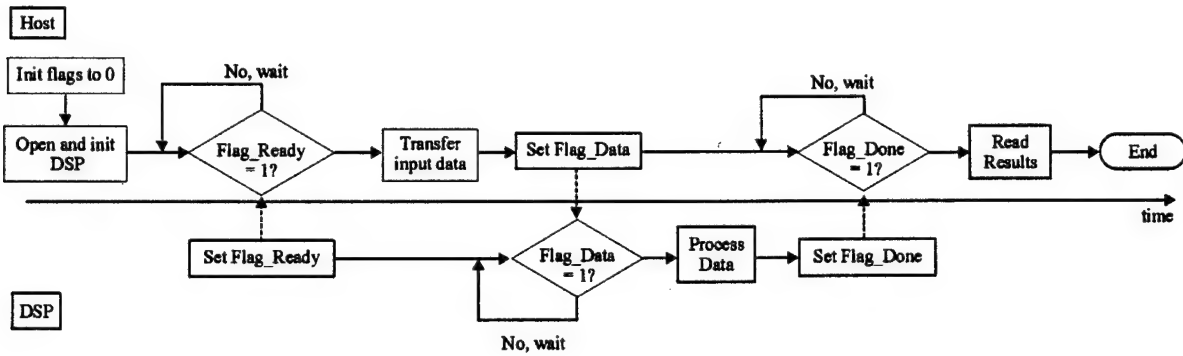 Host
Init flags to 0
No, wait
No, wait
Open and init
DSP
Flag_Ready
= 1?
Transfer
input data
Set Flag_Data
Flag_Done
= 1?
Read
Results
End
time
Set Flag_Ready
Flag_Data
= 1?
Process
Data
Set Flag_Done
DSP
No, wait